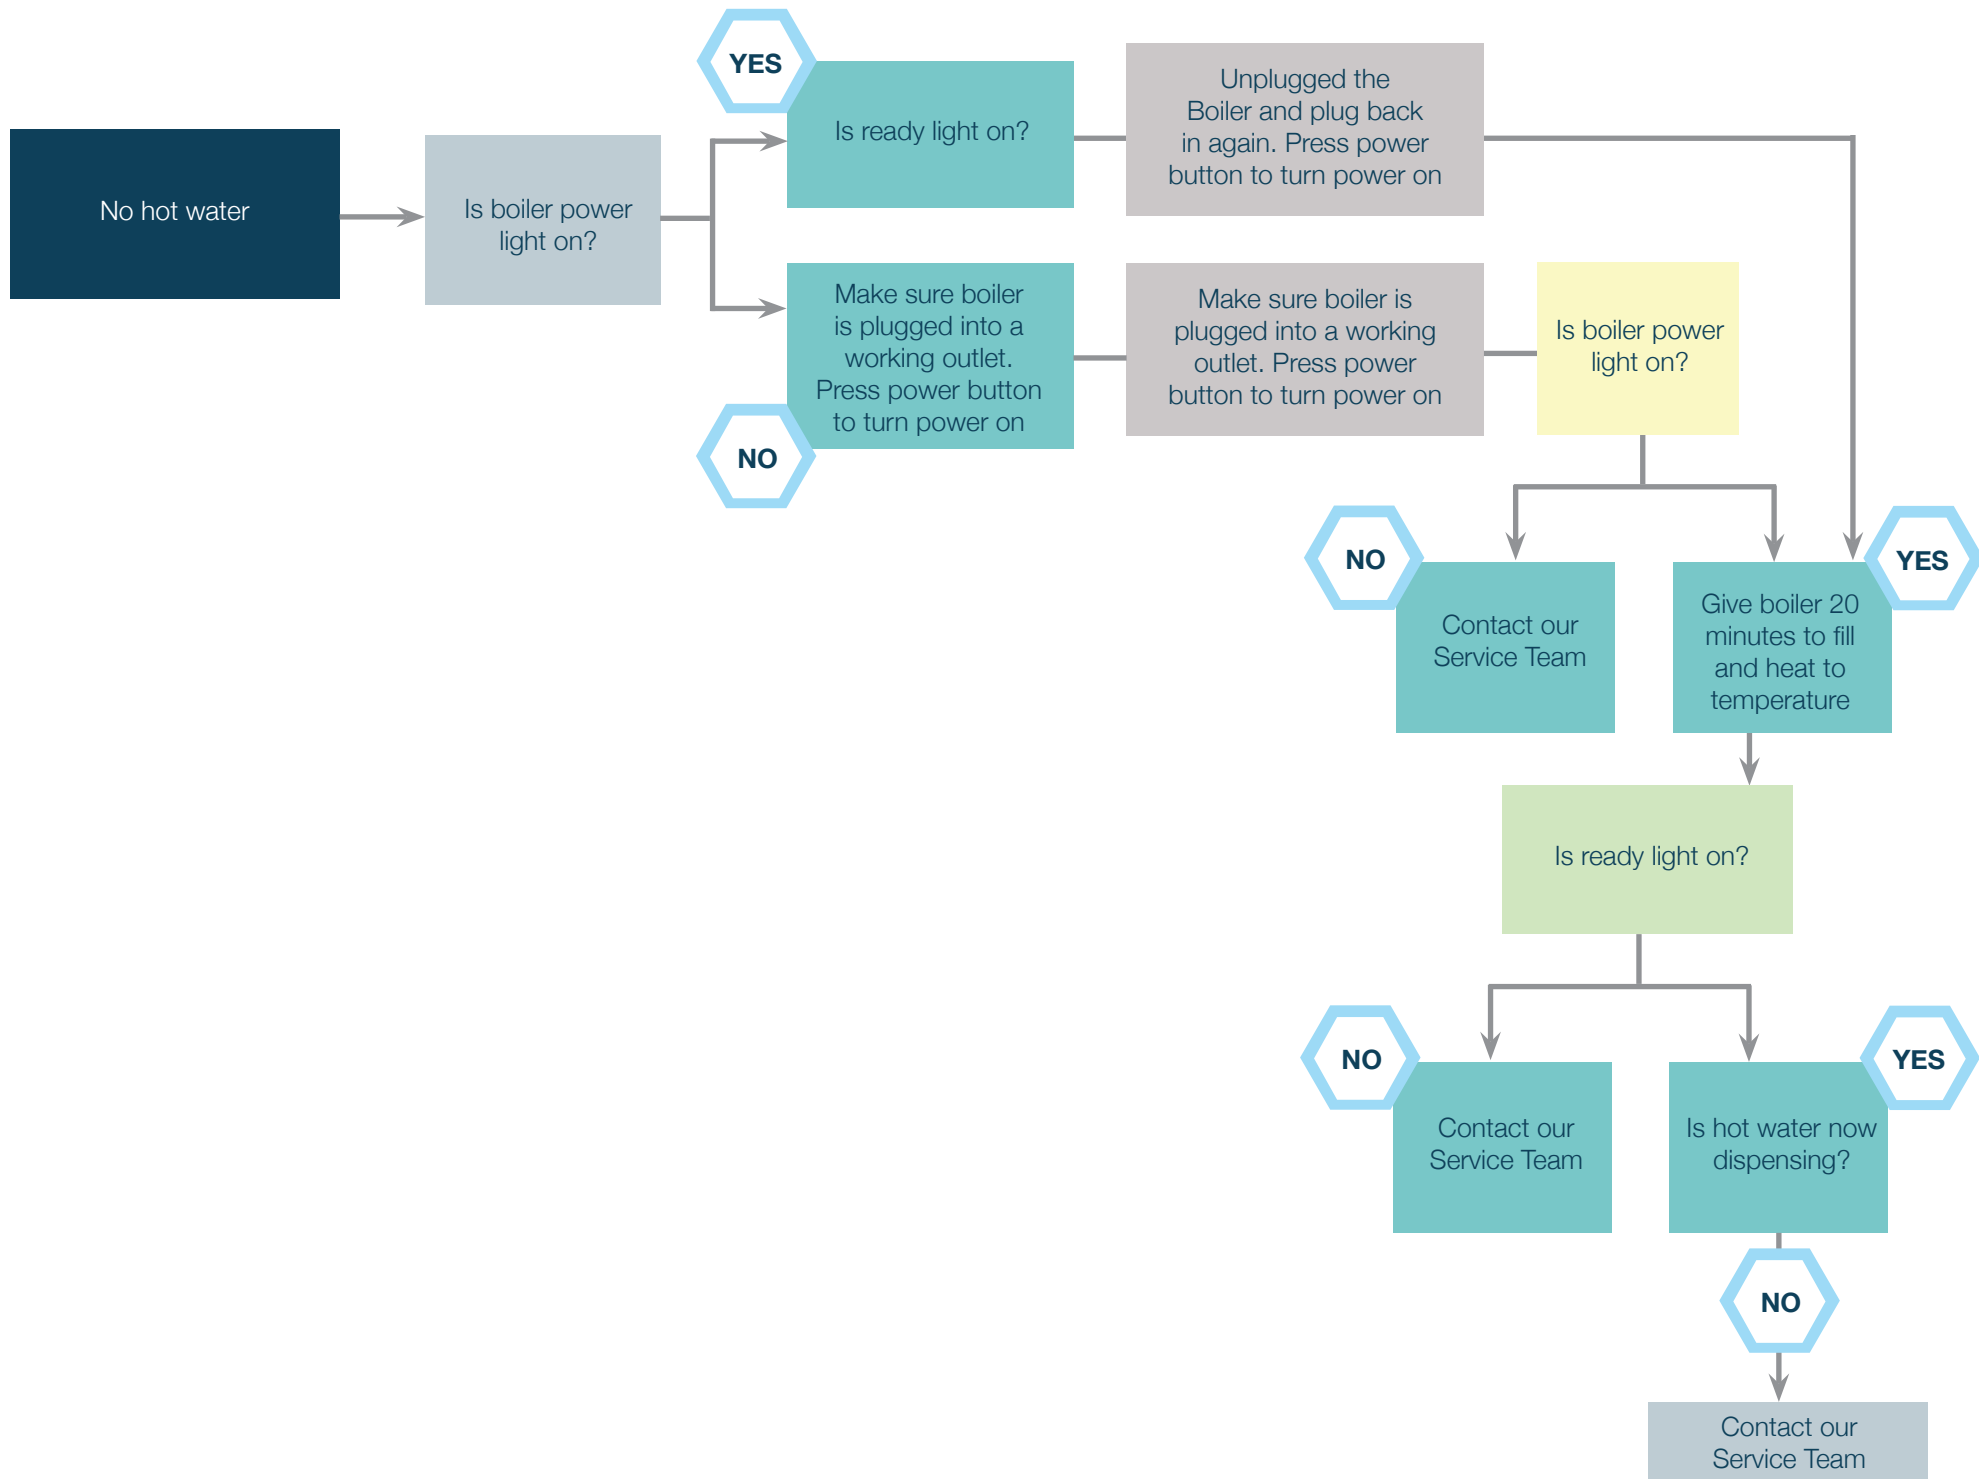 No hot water
Is boiler power
light on?
YES
Is ready light on?
Unplugged the
Boiler and plug back
in again. Press power
button to turn power on
NO
Make sure boiler
is plugged into a
working outlet.
Press power button
to turn power on
Make sure boiler is
plugged into a working
outlet. Press power
button to turn power on
Is boiler power
light on?
NO
Contact our
Service Team
YES
Give boiler 20
minutes to fill
and heat to
temperature
Is ready light on?
NO
Contact our
Service Team
YES
Is hot water now
dispensing?
NO
Contact our
Service Team